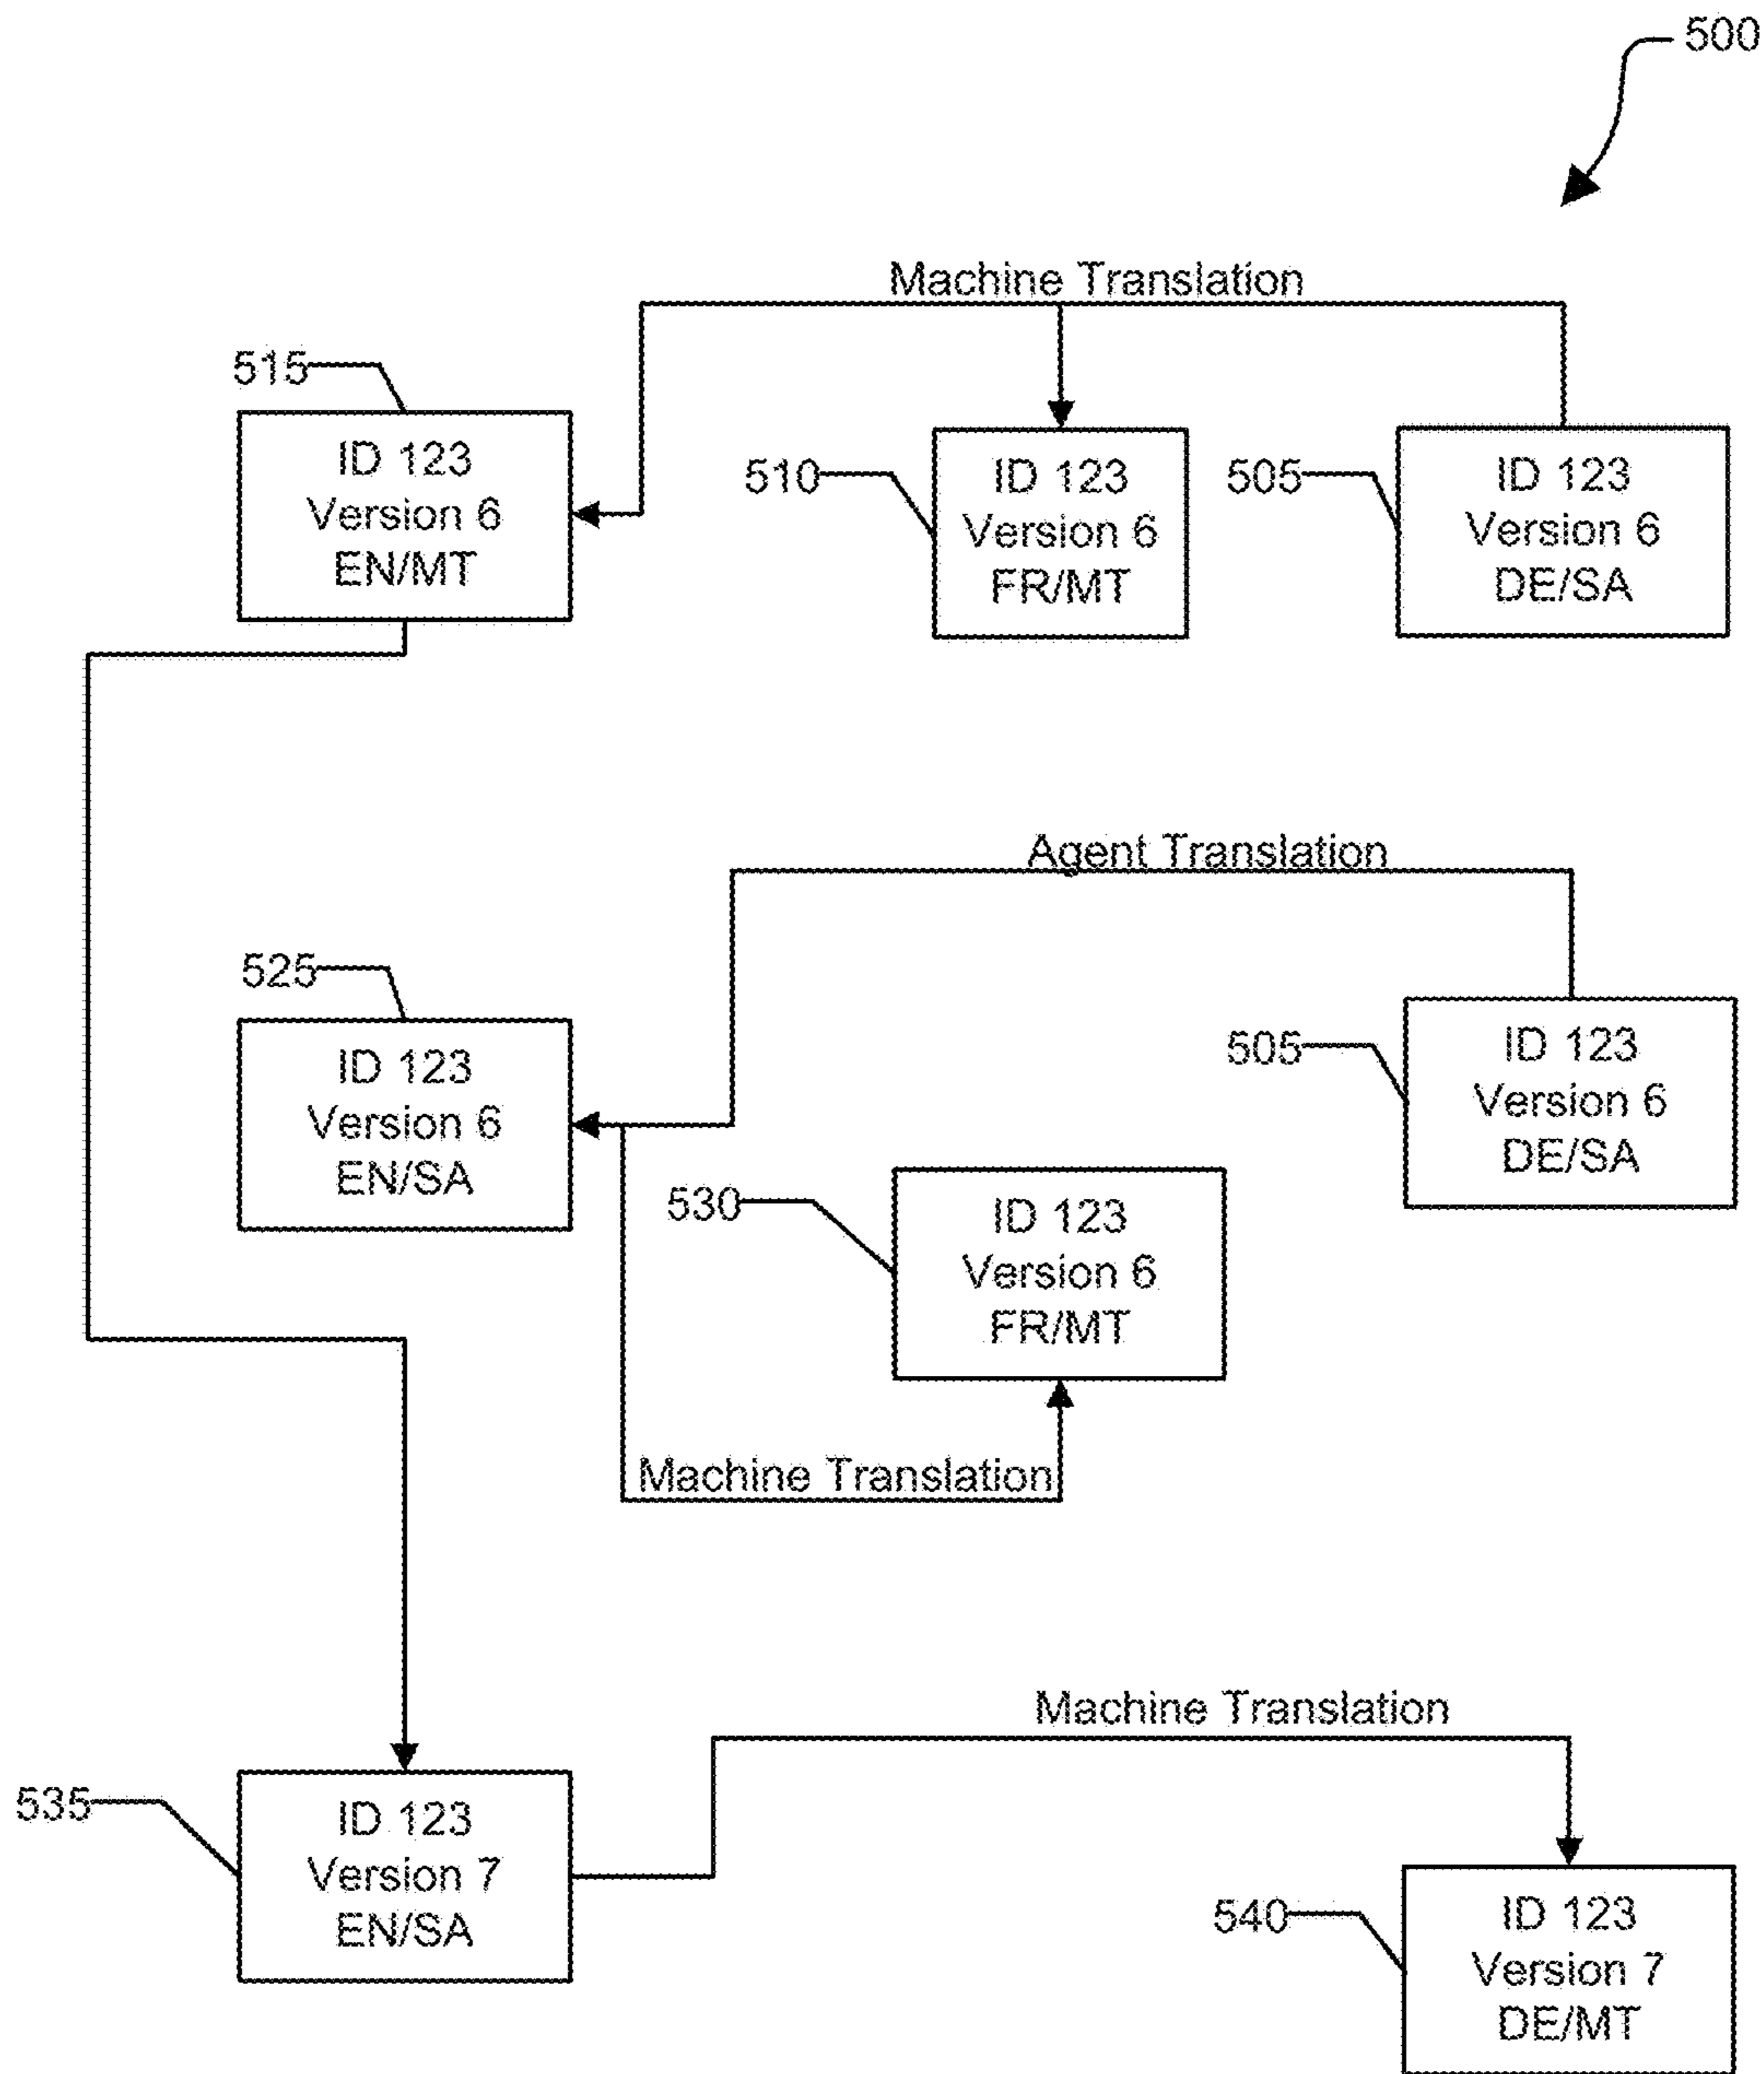 500
Machine Translation
515
ID 123
Version 6
EN/MT
510
ID 123
Version 6
FR/MT
505
ID 123
Version 6
DE/SA
Agent Translation
525
ID 123
Version 6
EN/SA
505
ID 123
Version 6
DE/SA
530
ID 123
Version 6
FR/MT
Machine Translation
Machine Translation
535
ID 123
Version 7
EN/SA
540
ID 123
Version 7
DE/MT